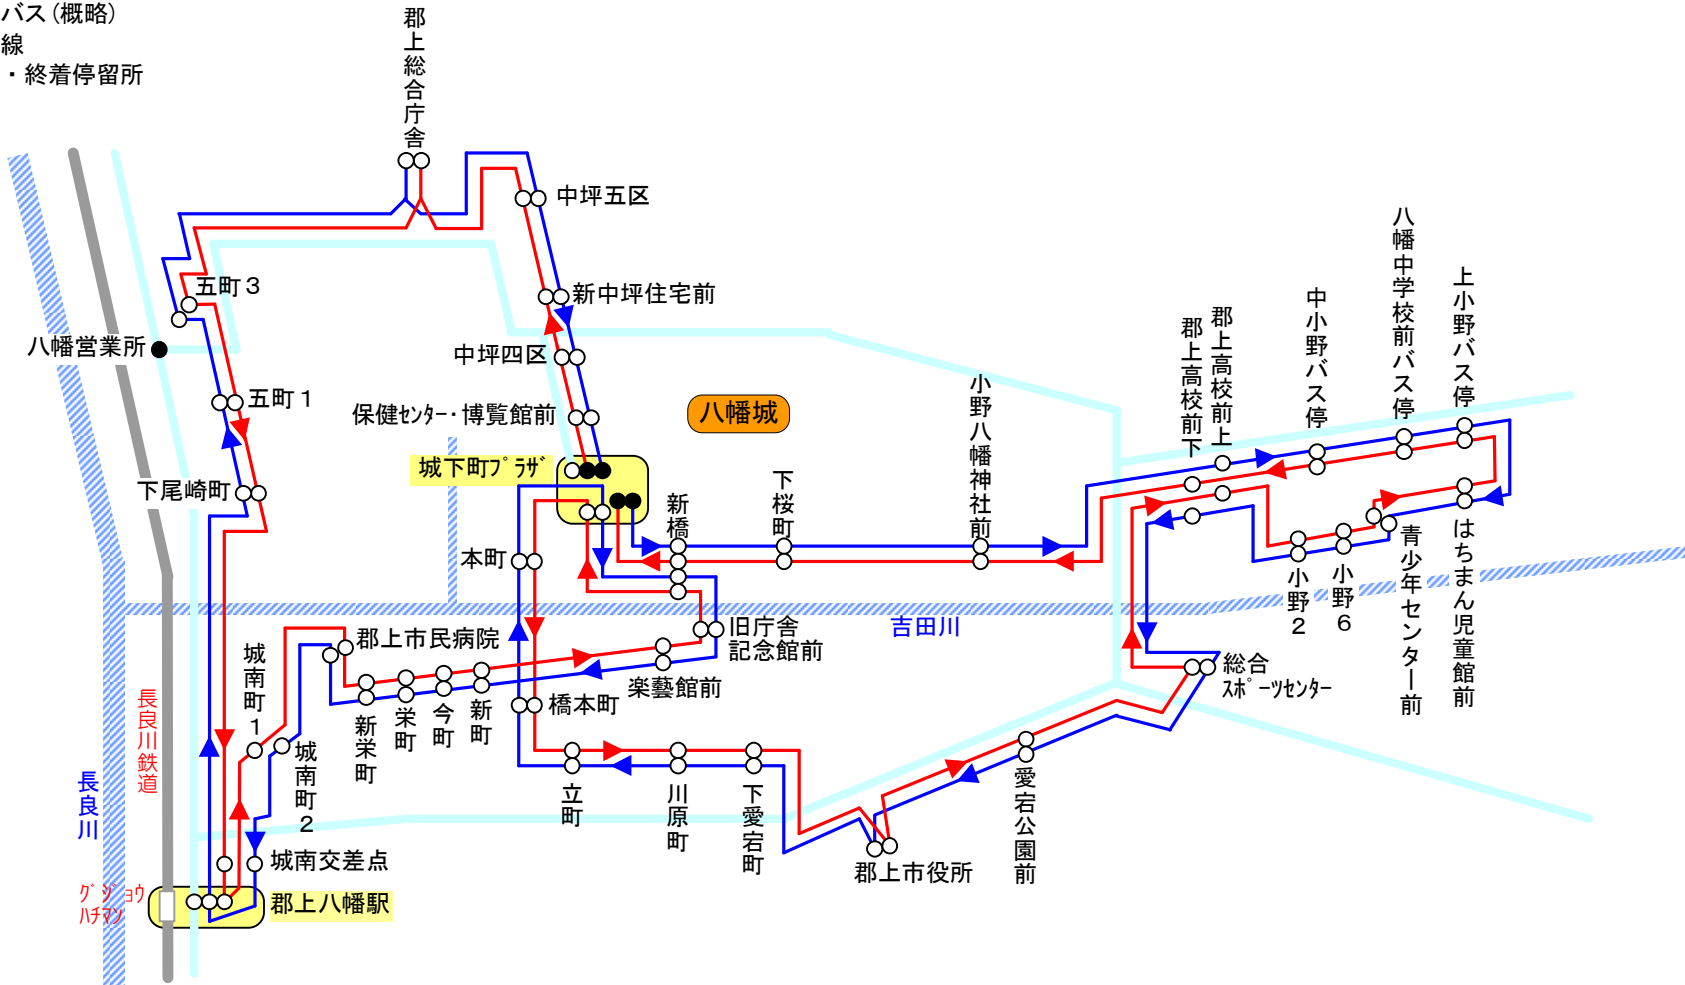 バス(概略)
線
・終着停留所
郡上総合庁舎
中坪五区
新中坪住宅前
中坪四区
保健ｾﾝﾀｰ・博覧館前
城下町ﾌﾟﾗｻﾞ
八幡城
五町３
八幡営業所
五町１
下尾崎町
本町
新橋
下桜町
小野八幡神社前
郡上高校前下
郡上高校前上
中小野バス停
八幡中学校前バス停
上小野バス停
小野２
小野６
青少年センター前
はちまん児童館前
吉田川
旧庁舎
記念館前
楽藝館前
総合
ｽﾎﾟｰﾂｾﾝﾀｰ
郡上市民病院
城南町１
城南町２
新栄町
栄町
今町
新町
橋本町
立町
川原町
下愛宕町
郡上市役所
愛宕公園前
長良川鉄道
長良川
城南交差点
郡上八幡駅
ｸﾞｼﾞｮｳ
ﾊﾁﾏﾝ